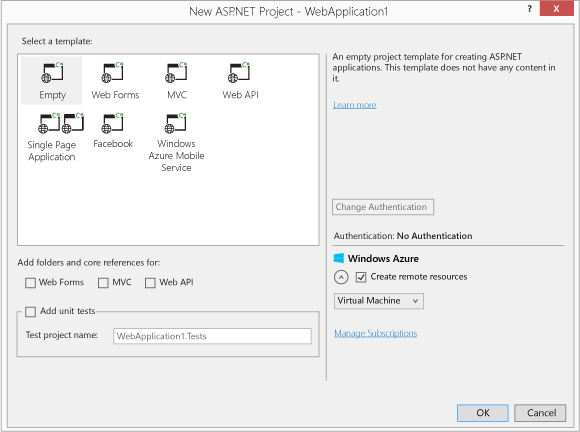 New ASP.NET Project - WebApplication1
? X
Select a template:
C# C# C# C#
Empty Web Forms MVC Web API
C# C# C# C#
Single Page Application Facebook Windows Azure Mobile Service
An empty project template for creating ASP.NET
applications. This template does not have any content in
it.
Learn more
Change Authentication
Authentication: No Authentication
Windows Azure
Create remote resources
Virtual Machine
Manage Subscriptions
Add folders and core references for:
Web Forms MVC Web API
Add unit tests
Test project name: WebApplication1.Tests
OK Cancel